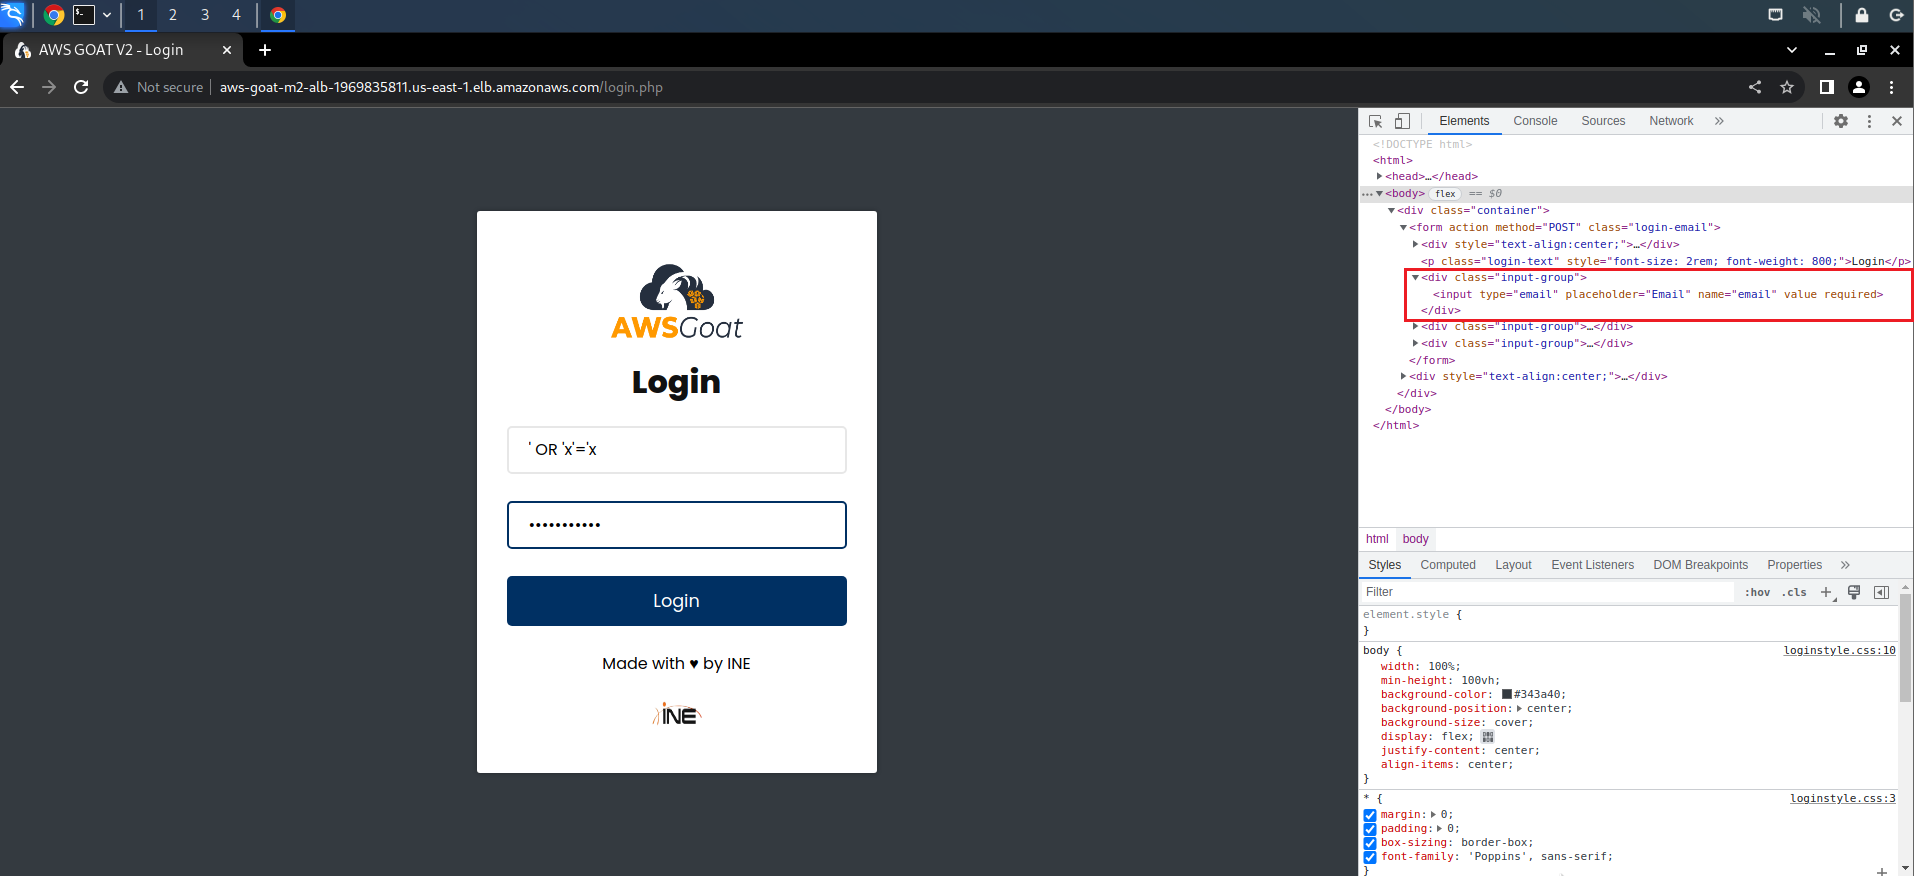 1 2 3 4
AWS GOAT V2 - Login
Not secure aws-goat-m2-alb-1969835811.us-east-1.elb.amazonaws.com/login.php
AWSGoat
Login
' OR 'x'='x
•••••••••••
Login
Made with ♥ by INE
INE
Elements Console Sources Network »
<!DOCTYPE html>
<html>
<head>…</head>
<body> flex == $0
<div class="container">
<form action method="POST" class="login-email">
<div style="text-align:center;">…</div>
<p class="login-text" style="font-size: 2rem; font-weight: 800;">Login</p>
<div class="input-group">
<input type="email" placeholder="Email" name="email" value required>
</div>
<div class="input-group">…</div>
<div class="input-group">…</div>
</form>
<div style="text-align:center;">…</div>
</div>
</body>
</html>
html body
Styles Computed Layout Event Listeners DOM Breakpoints Properties »
Filter :hov .cls +
element.style {
}
body { loginstyle.css:10
width: 100%;
min-height: 100vh;
background-color: #343a40;
background-position: center;
background-size: cover;
display: flex;
justify-content: center;
align-items: center;
}
* { loginstyle.css:3
margin: 0;
padding: 0;
box-sizing: border-box;
font-family: 'Poppins', sans-serif;
}